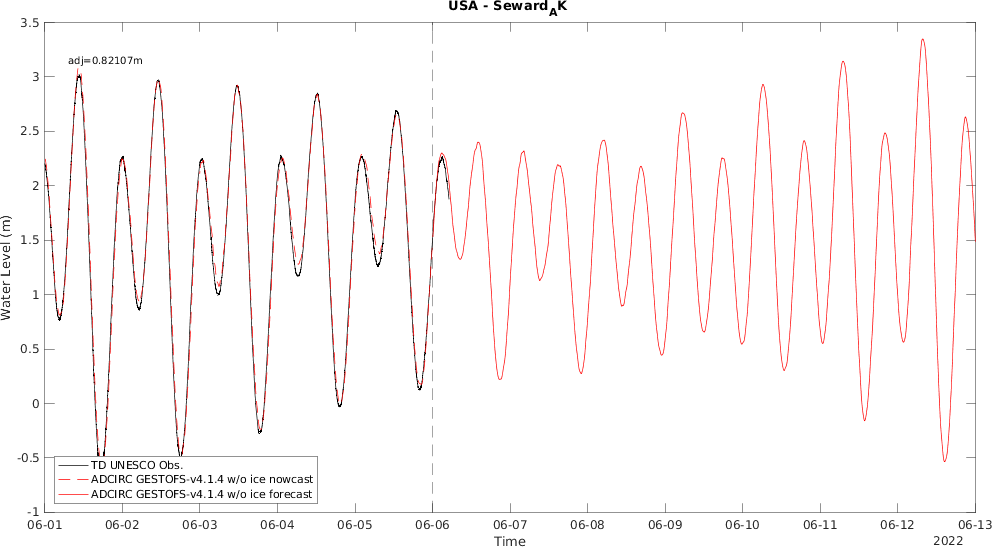 USA - Seward_AK
adj=0.82107m
3.5
3
2.5
2
1.5
1
0.5
0
-0.5
-1
Water Level (m)
TD UNESCO Obs.
ADCIRC GESTOFS-v4.1.4 w/o ice nowcast
ADCIRC GESTOFS-v4.1.4 w/o ice forecast
06-01 06-02 06-03 06-04 06-05 06-06 06-07 06-08 06-09 06-10 06-11 06-12 06-13
Time
2022